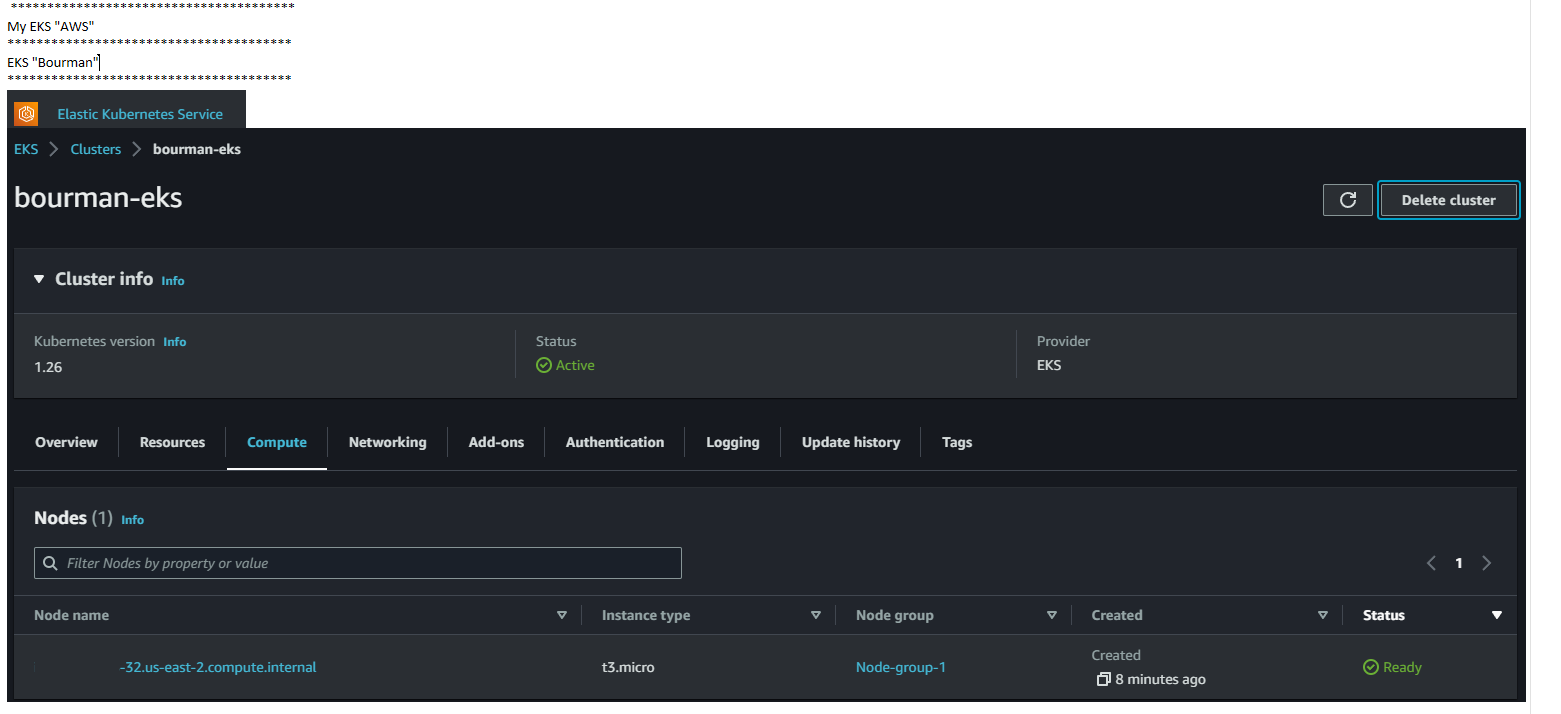 **************************************
My EKS "AWS"
**************************************
EKS "Bourman"
**************************************
Elastic Kubernetes Service
EKS > Clusters > bourman-eks
bourman-eks
Delete cluster
Cluster info Info
Kubernetes version Info Status Provider
1.26 Active EKS
Overview Resources Compute Networking Add-ons Authentication Logging Update history Tags
Nodes (1) Info
Filter Nodes by property or value 1
Node name Instance type Node group Created Status
Created
-32.us-east-2.compute.internal t3.micro Node-group-1 Ready
8 minutes ago